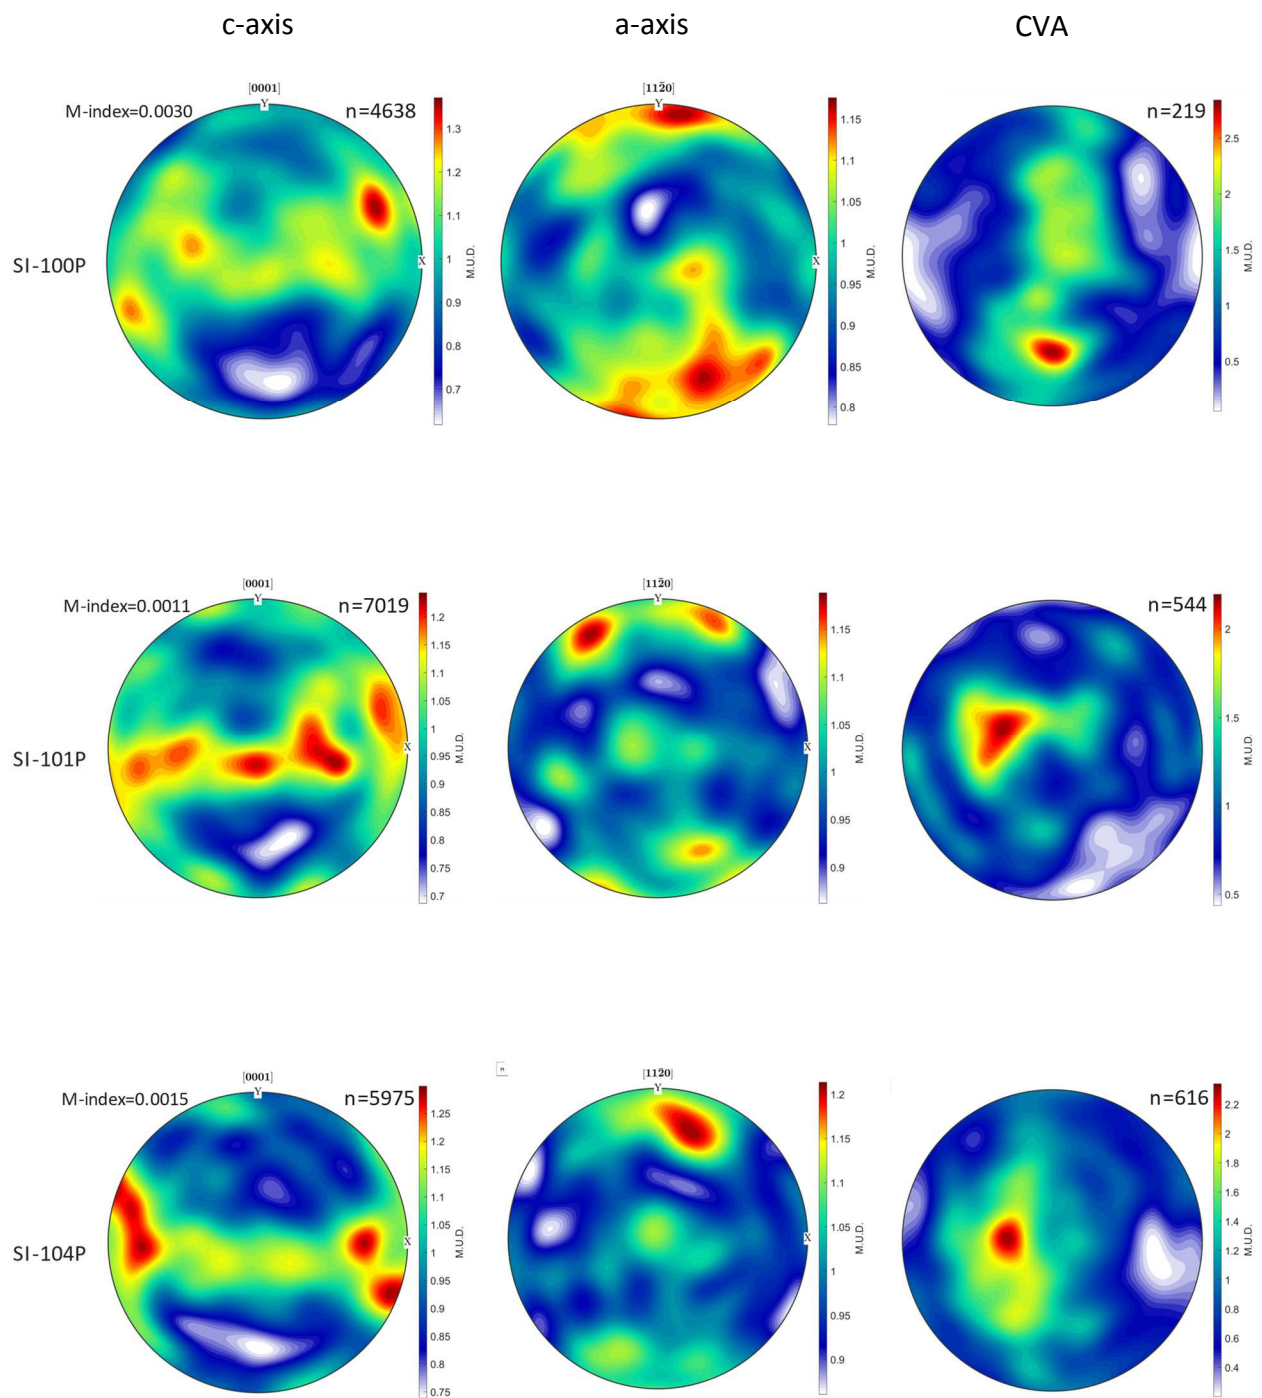 c-axis a-axis CVA
[0001] [112̄0]
M-index=0.0030 Y n=4638 Y n=219
1.3 1.15 2.5
1.2 1.1 2
1.1 1.05
SI-100P X 1 M.U.D. X 1 M.U.D. 1.5 M.U.D.
0.9 0.95 1
0.8 0.9
0.7 0.85 0.5
0.8
[0001] [112̄0]
M-index=0.0011 Y n=7019 Y n=544
1.2 1.15 2
1.15
1.1 1.1
1.05 1.05 1.5
1
SI-101P X 0.95 M.U.D. X 1 M.U.D. M.U.D.
0.9 1
0.85 0.95
0.8
0.75 0.9
0.7 0.5
n
[0001] [112̄0]
M-index=0.0015 Y n=5975 Y n=616
1.25 1.2 2.2
1.2 2
1.15 1.15 1.8
1.1 1.1 1.6
1.05 1.05 1.4
SI-104P X 1 M.U.D. X M.U.D. 1.2 M.U.D.
0.95 1 1
0.9 0.8
0.85 0.95 0.6
0.8 0.9 0.4
0.75